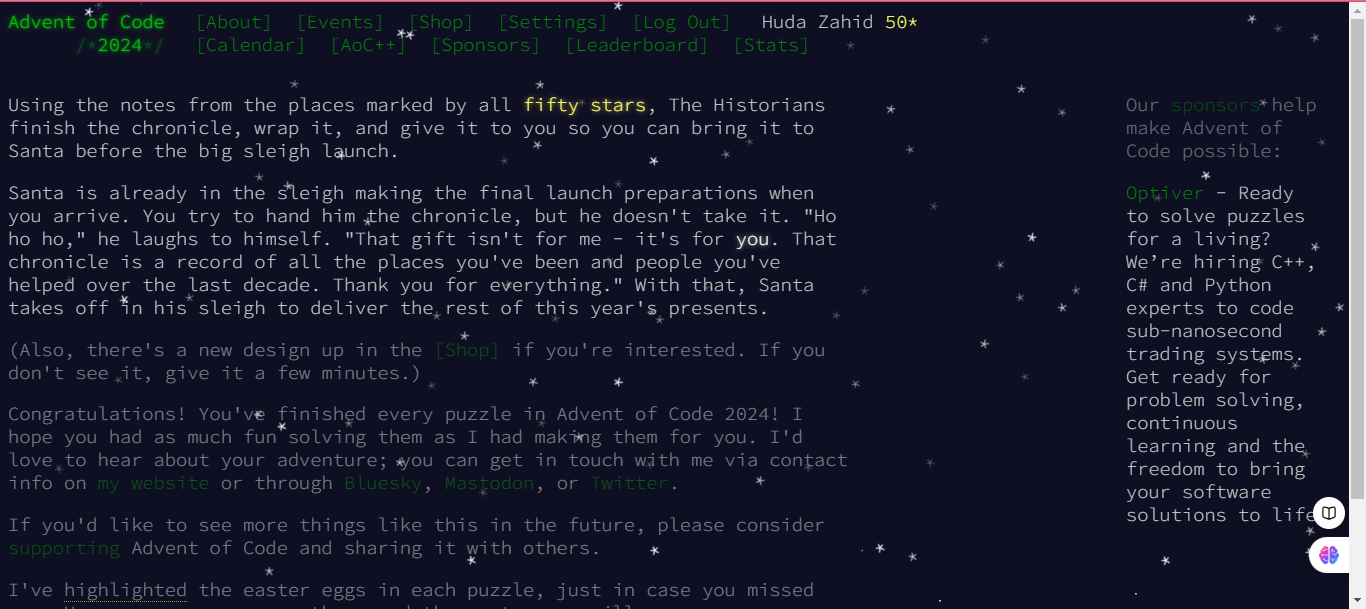 Advent of Code [About] [Events] [Shop] [Settings] [Log Out] Huda Zahid 50*
/*2024*/ [Calendar] [AoC++] [Sponsors] [Leaderboard] [Stats]
Using the notes from the places marked by all fifty stars, The Historians
finish the chronicle, wrap it, and give it to you so you can bring it to
Santa before the big sleigh launch.
Santa is already in the sleigh making the final launch preparations when
you arrive. You try to hand him the chronicle, but he doesn't take it. "Ho
ho ho," he laughs to himself. "That gift isn't for me - it's for you. That
chronicle is a record of all the places you've been and people you've
helped over the last decade. Thank you for everything." With that, Santa
takes off in his sleigh to deliver the rest of this year's presents.
(Also, there's a new design up in the [Shop] if you're interested. If you
don't see it, give it a few minutes.)
Congratulations! You've finished every puzzle in Advent of Code 2024! I
hope you had as much fun solving them as I had making them for you. I'd
love to hear about your adventure; you can get in touch with me via contact
info on my website or through Bluesky, Mastodon, or Twitter.
If you'd like to see more things like this in the future, please consider
supporting Advent of Code and sharing it with others.
I've highlighted the easter eggs in each puzzle, just in case you missed
Our sponsors help
make Advent of
Code possible:
Optiver - Ready
to solve puzzles
for a living?
We’re hiring C++,
C# and Python
experts to code
sub-nanosecond
trading systems.
Get ready for
problem solving,
continuous
learning and the
freedom to bring
your software
solutions to life